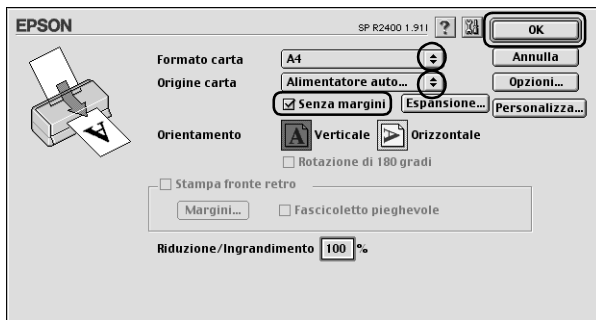 EPSON
SP R2400 1.91I
?
OK
Formato carta
A4
Annulla
Origine carta
Alimentatore auto...
Opzioni...
Senza margini
Espansione...
Personalizza...
Orientamento
A
Verticale
A
Orizzontale
A
Rotazione di 180 gradi
Stampa fronte retro
Margini...
Fascicoletto pieghevole
Riduzione/Ingrandimento
100
%